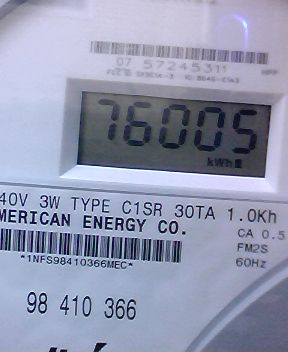 07 57245311
76005
kWh
40V 3W TYPE C1SR 30TA 1.0Kh
MERICAN ENERGY CO.
CA 0.5
FM2S
60Hz
*1NFS98410366MEC*
98 410 366